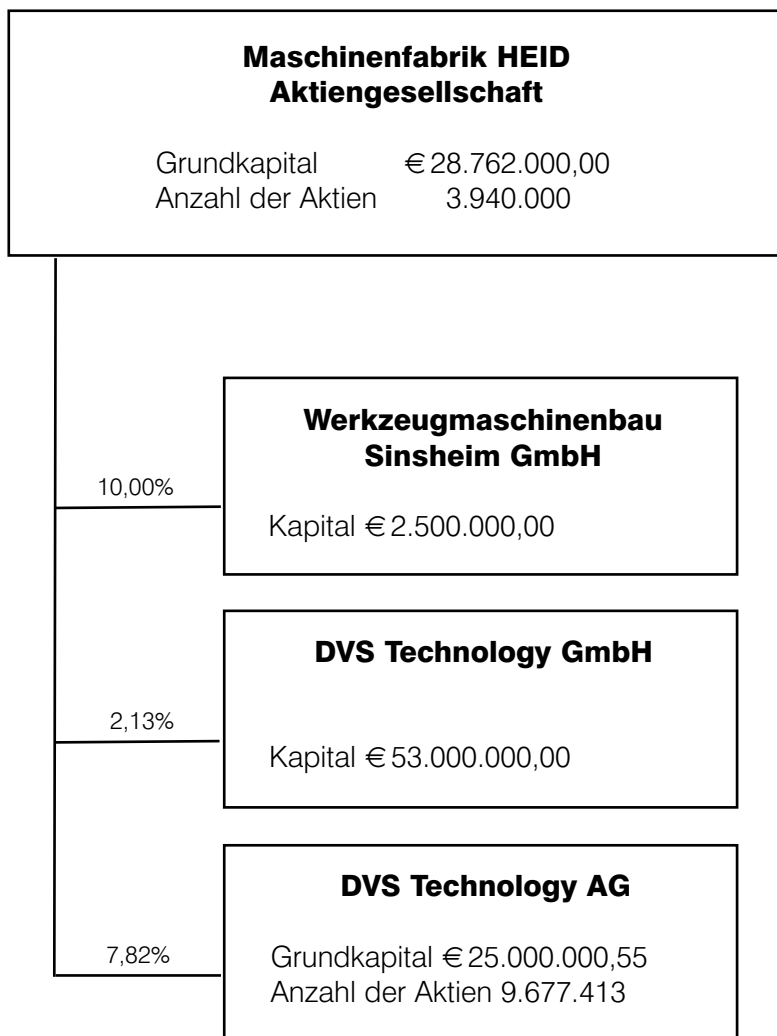 Maschinenfabrik HEID
Aktiengesellschaft
Grundkapital € 28.762.000,00
Anzahl der Aktien 3.940.000
Werkzeugmaschinenbau
Sinsheim GmbH
10,00%
Kapital € 2.500.000,00
DVS Technology GmbH
2,13%
Kapital € 53.000.000,00
DVS Technology AG
7,82%
Grundkapital € 25.000.000,55
Anzahl der Aktien 9.677.413